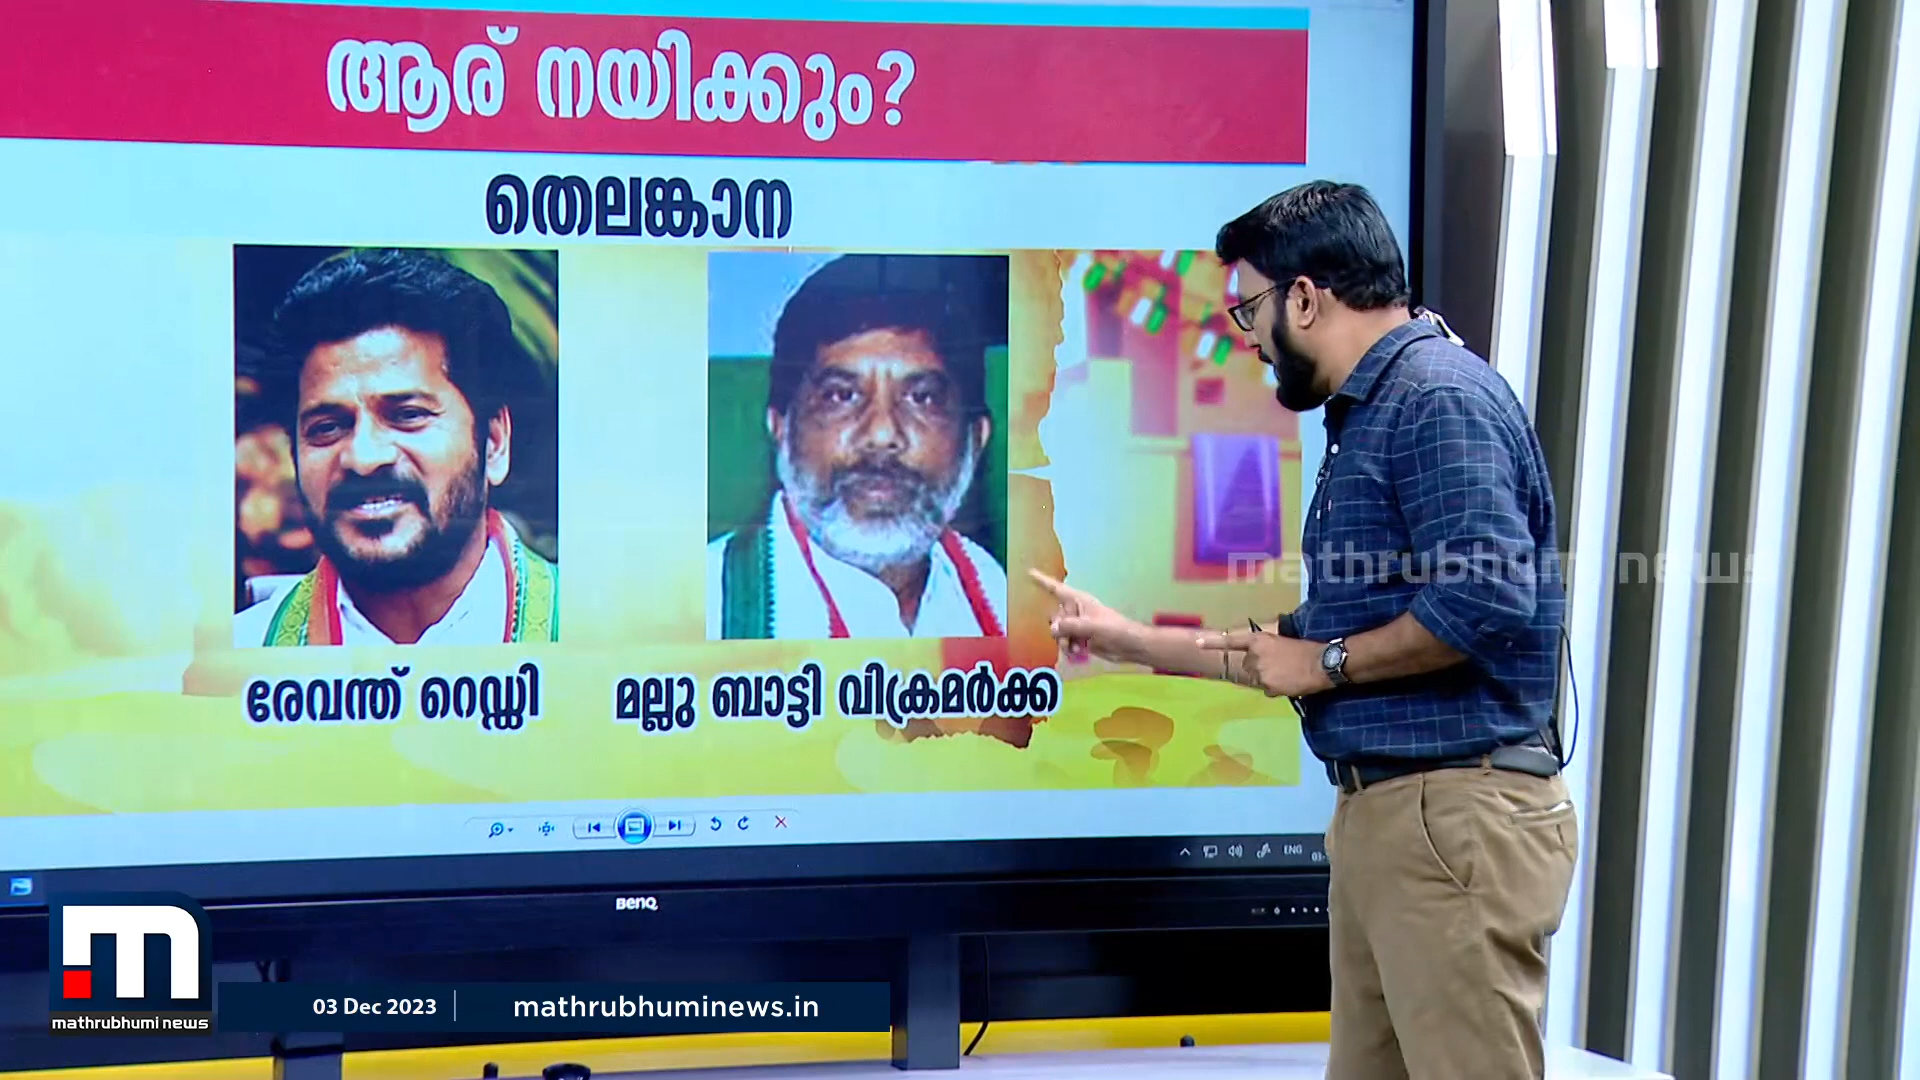 ആര് നയിക്കും?
തെലങ്കാന
രേവന്ത് റെഡ്ഡി
മല്ലു ബാട്ടി വിക്രമർക്ക
mathrubhumi news
ENG
BenQ
mathrubhumi news
03 Dec 2023
mathrubhuminews.in